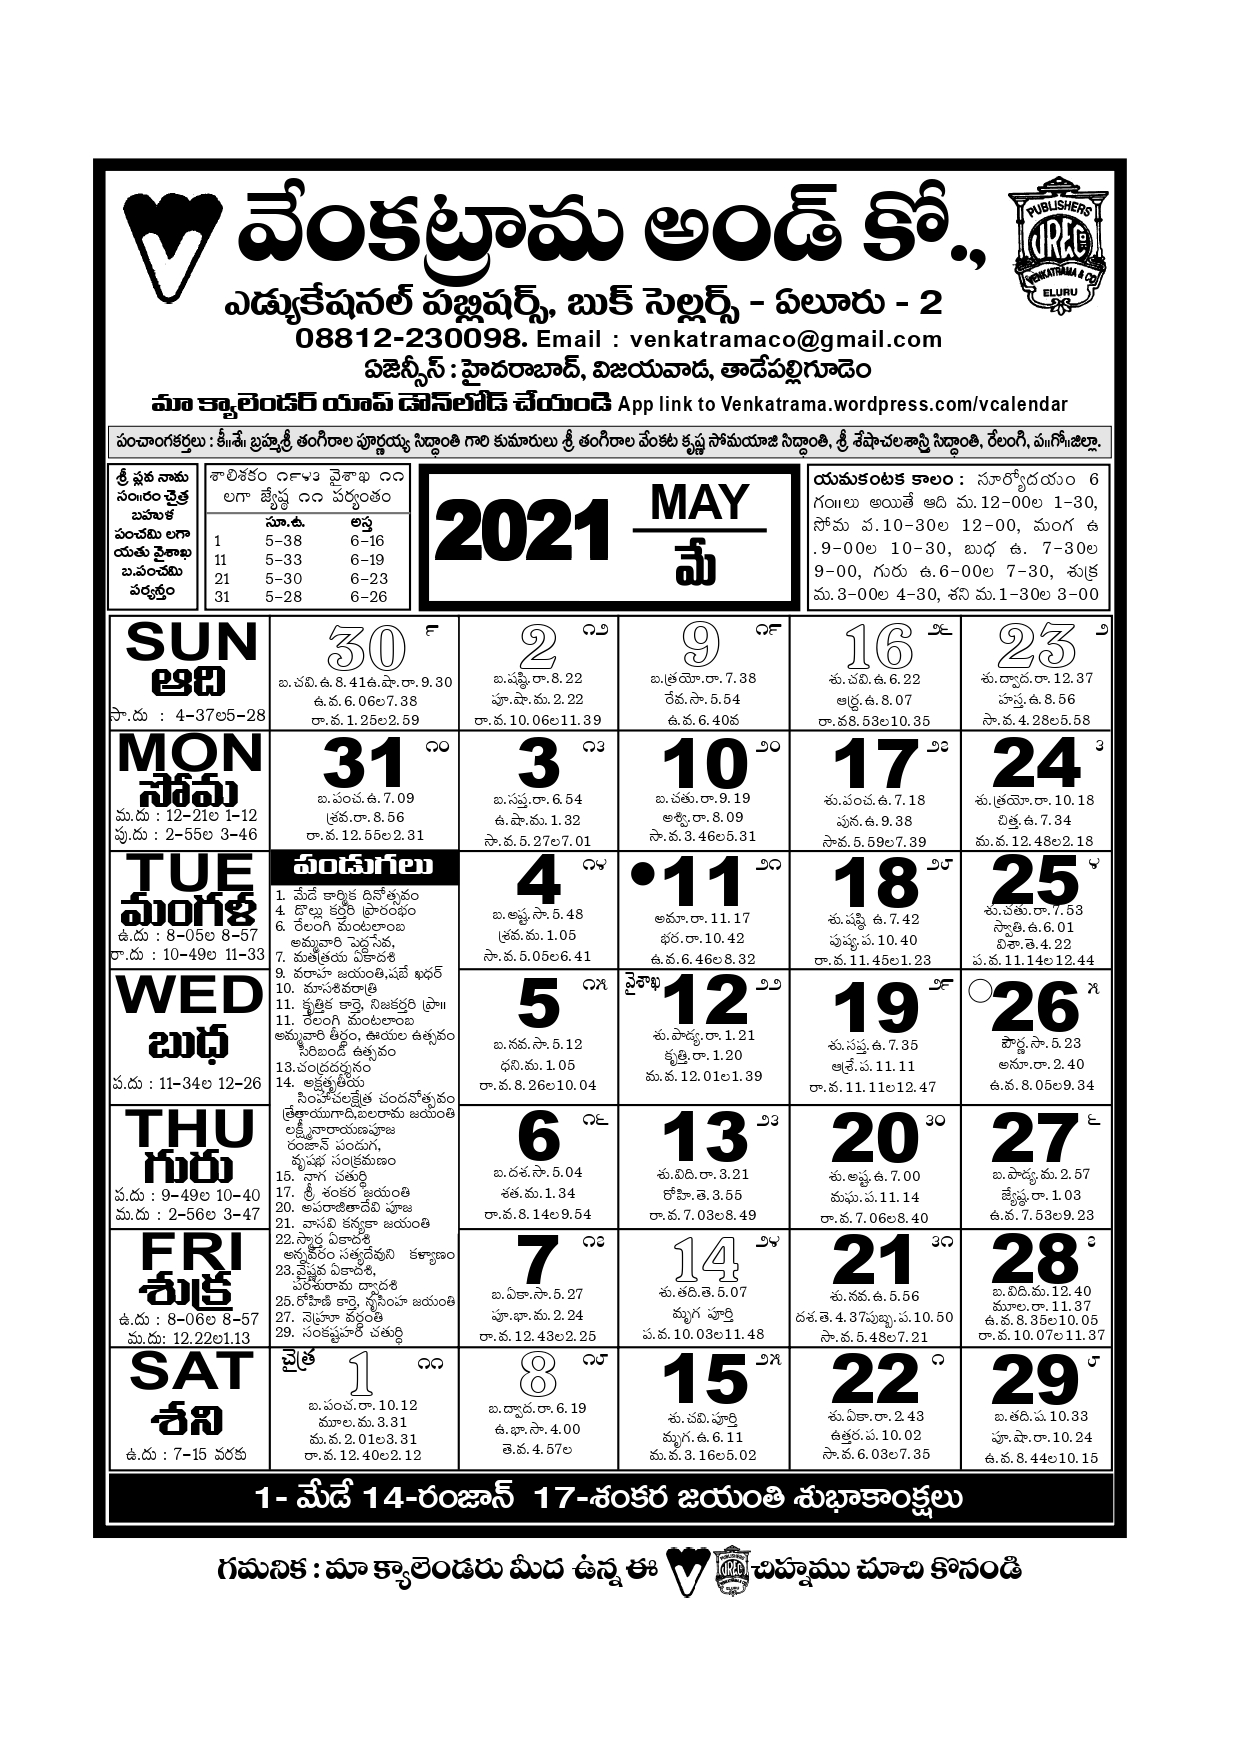 వేంకట్రామ అండ్ కో.,
PUBLISHERS
VREC
VENKATRAMA & CO
ELURU
ఎడ్యుకేషనల్ పబ్లిషర్స్, బుక్ సెల్లర్స్ - ఏలూరు - 2
08812-230098. Email : venkatramaco@gmail.com
ఏజెన్సీస్ : హైదరాబాద్, విజయవాడ, తాడేపల్లిగూడెం
మా క్యాలెండర్ యాప్ డౌన్‌లోడ్ చేయండి App link to Venkatrama.wordpress.com/vcalendar
పంచాంగకర్తలు : కీ॥శే॥ బ్రహ్మశ్రీ తంగిరాల పూర్ణయ్య సిద్ధాంతి గారి కుమారులు శ్రీ తంగిరాల వేంకట కృష్ణ సోమయాజి సిద్ధాంతి, శ్రీ శేషాచలశాస్త్రి సిద్ధాంతి, రేలంగి, ప॥గో॥జిల్లా.
శ్రీ ప్లవ నామ
సం॥రం చైత్ర
బహుళ
పంచమి లగా
యతు వైశాఖ
బ.పంచమి
పర్యన్తం
శాలిశకం ౧౯౪౩ వైశాఖ ౧౧
లగా జ్యేష్ఠ ౧౧ పర్యంతం
సూ.ఉ. అస్త
1 5-38 6-16
11 5-33 6-19
21 5-30 6-23
31 5-28 6-26
2021 MAY
మే
యమకంటక కాలం : సూర్యోదయం 6
గం॥లు అయితే ఆది మ.12-00ల 1-30,
సోమ ప.10-30ల 12-00, మంగ ఉ
.9-00ల 10-30, బుధ ఉ. 7-30ల
9-00, గురు ఉ.6-00ల 7-30, శుక్ర
మ.3-00ల 4-30, శని మ.1-30ల 3-00
SUN
ఆది
సా.దు : 4-37ల5-28
30 ౯
బ.చవి.ఉ.8.41ఉ.షా.రా.9.30
ఉ.వ.6.06ల7.38
రా.వ.1.25ల2.59
2 ౧౨
బ.షష్ఠి.రా.8.22
పూ.షా.మ.2.22
రా.వ.10.06ల11.39
9 ౧౯
బ.త్రయో.రా.7.38
రేవ.సా.5.54
ఉ.వ.6.40వ
16 ౨౬
శు.చవి.ఉ.6.22
ఆర్ద్ర.ఉ.8.07
రా.వ8.53ల10.35
23 ౨
శు.ద్వాద.రా.12.37
హస్త.ఉ.8.56
సా.వ.4.28ల5.58
MON
సోమ
మ.దు : 12-21ల 1-12
పు.దు : 2-55ల 3-46
31 ౧౦
బ.పంచ.ఉ.7.09
శ్రవ.రా.8.56
రా.వ.12.55ల2.31
3 ౧౩
బ.సప్త.రా.6.54
ఉ.షా.మ.1.32
సా.వ.5.27ల7.01
10 ౨౦
బ.చతు.రా.9.19
అశ్వి.రా.8.09
సా.వ.3.46ల5.31
17 ౨౭
శు.పంచ.ఉ.7.18
పున.ఉ.9.38
సావ.5.59ల7.39
24 ౩
శు.త్రయో.రా.10.18
చిత్త.ఉ.7.34
మ.వ.12.48ల2.18
TUE
మంగళ
ఉ.దు : 8-05ల 8-57
రా.దు : 10-49ల 11-33
పండుగలు
1. మేడే కార్మిక దినోత్సవం
4. డొల్లు కర్తరి ప్రారంభం
6. రేలంగి మంటలాంబ
అమ్మవారి పెద్దసేవ,
7. మతత్రయ ఏకాదశి
9. వరాహ జయంతి,షబే ఖధర్
10. మాసశివరాత్రి
11. కృత్తిక కార్తె, నిజకర్తరి ప్రా॥
11. రేలంగి మంటలాంబ
అమ్మవారి తీర్థం, ఊయల ఉత్సవం
సిరిబండి ఉత్సవం
13.చంద్రదర్శనం
14. అక్షతృతీయ
సింహాచలక్షేత్ర చందనోత్సవం
త్రేతాయుగాది,బలరామ జయంతి
లక్ష్మీనారాయణపూజ
రంజాన్ పండుగ,
వృషభ సంక్రమణం
15. నాగ చతుర్థి
17. శ్రీ శంకర జయంతి
20. అపరాజితాదేవి పూజ
21. వాసవి కన్యకా జయంతి
22.స్మార్త ఏకాదశి
అన్నవరం సత్యదేవుని కళ్యాణం
23.వైష్ణవ ఏకాదశి,
పరశురామ ద్వాదశి
25.రోహిణి కార్తె, నృసింహ జయంతి
27. నెహ్రూ వర్ధంతి
29. సంకష్టహర చతుర్థి
4 ౧౪
బ.అష్ట.సా.5.48
శ్రవ.మ.1.05
సా.వ.5.05ల6.41
●11 ౨౧
అమా.రా.11.17
భర.రా.10.42
ఉ.వ.6.46ల8.32
18 ౨౮
శు.షష్ఠి ఉ.7.42
పుష్య.ప.10.40
రా.వ.11.45ల1.23
25 ౪
శు.చతు.రా.7.53
స్వాతి.ఉ.6.01
విశా.తె.4.22
ప.వ.11.14ల12.44
WED
బుధ
ప.దు : 11-34ల 12-26
5 ౧౫
బ.నవ.సా.5.12
ధని.మ.1.05
రా.వ.8.26ల10.04
వైశాఖ 12 ౨౨
శు.పాడ్య.రా.1.21
కృత్తి.రా.1.20
మ.వ.12.01ల1.39
19 ౨౯
శు.సప్త.ఉ.7.35
ఆశ్రే.ప.11.11
రా.వ.11.11ల12.47
26 ౫
పౌర్ణ.సా.5.23
అనూ.రా.2.40
ఉ.వ.8.05ల9.34
THU
గురు
ప.దు : 9-49ల 10-40
మ.దు : 2-56ల 3-47
6 ౧౬
బ.దశ.సా.5.04
శత.మ.1.34
రా.వ.8.14ల9.54
13 ౨౩
శు.విది.రా.3.21
రోహి.తె.3.55
రా.వ.7.03ల8.49
20 ౩౦
శు.అష్ట.ఉ.7.00
మఘ.ప.11.14
రా.వ.7.06ల8.40
27 ౬
బ.పాడ్య.మ.2.57
జ్యేష్ఠ.రా.1.03
ఉ.వ.7.53ల9.23
FRI
శుక్ర
ఉ.దు : 8-06ల 8-57
మ.దు: 12.22ల1.13
7 ౧౭
బ.ఏకా.సా.5.27
పూ.భా.మ.2.24
రా.వ.12.43ల2.25
14 ౨౪
శు.తది.తె.5.07
మృగ పూర్తి
ప.వ.10.03ల11.48
21 ౩౧
శు.నవ.ఉ.5.56
దశ.తె.4.37పుబ్బ.ప.10.50
సా.వ.5.48ల7.21
28 ౭
బ.విది.మ.12.40
మూల.రా.11.37
ఉ.వ.8.35ల10.05
రా.వ.10.07ల11.37
SAT
శని
ఉ.దు : 7-15 వరకు
చైత్ర 1 ౧౧
బ.పంచ.రా.10.12
మూల.మ.3.31
మ.వ.2.01ల3.31
రా.వ.12.40ల2.12
8 ౧౮
బ.ద్వాద.రా.6.19
ఉ.భా.సా.4.00
తె.వ.4.57ల
15 ౨౫
శు.చవి.పూర్తి
మృగ.ఉ.6.11
మ.వ.3.16ల5.02
22 ౧
శు.ఏకా.రా.2.43
ఉత్తర.ప.10.02
సా.వ.6.03ల7.35
29 ౮
బ.తది.ప.10.33
పూ.షా.రా.10.24
ఉ.వ.8.44ల10.15
1- మేడే 14-రంజాన్ 17-శంకర జయంతి శుభాకాంక్షలు
గమనిక : మా క్యాలెండరు మీద ఉన్న ఈ చిహ్నము చూచి కొనండి